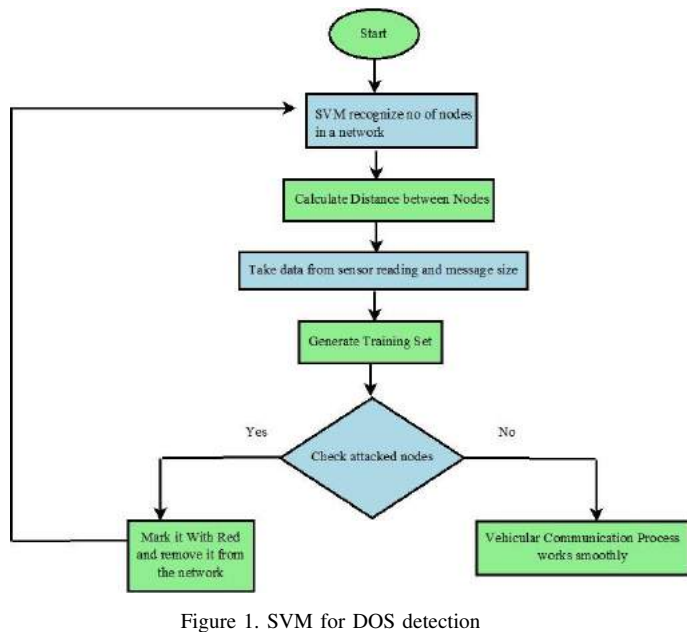 Start
SVM recognize no of nodes
in a network
Calculate Distance between Nodes
Take data from sensor reading and message size
Generate Training Set
Yes
No
Check attacked nodes
Mark it With Red
and remove it from
the network
Vehicular Communication Process
works smoothly
Figure 1. SVM for DOS detection